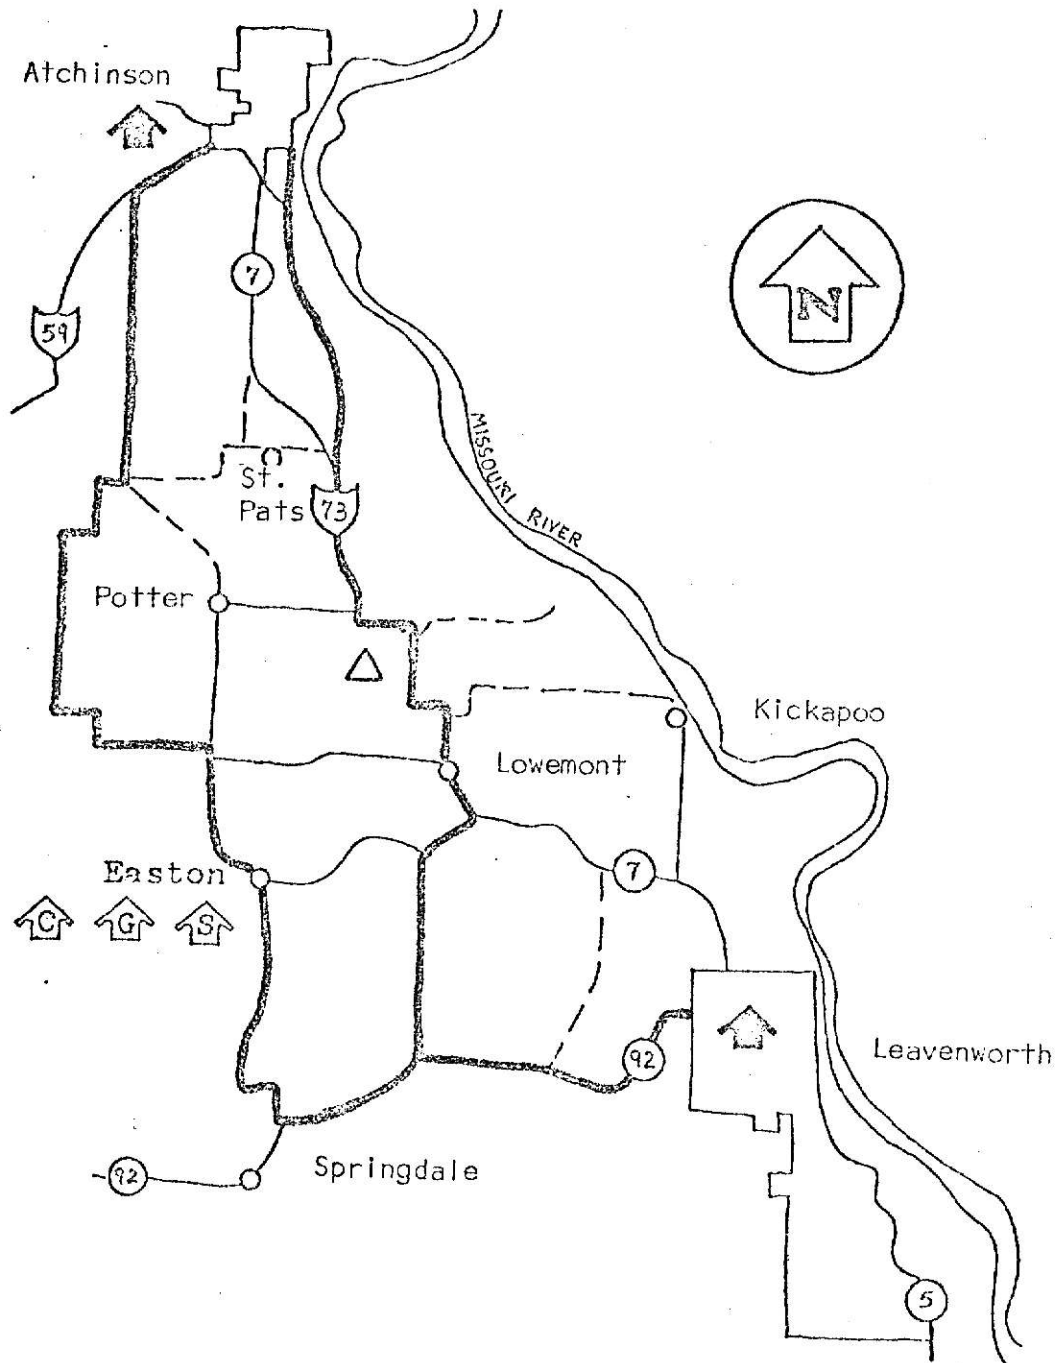 Atchinson
7
N
59
MISSOURI RIVER
St.
Pats
73
Potter
Kickapoo
Lowemont
Easton
7
C G S
92
Leavenworth
Springdale
92
5